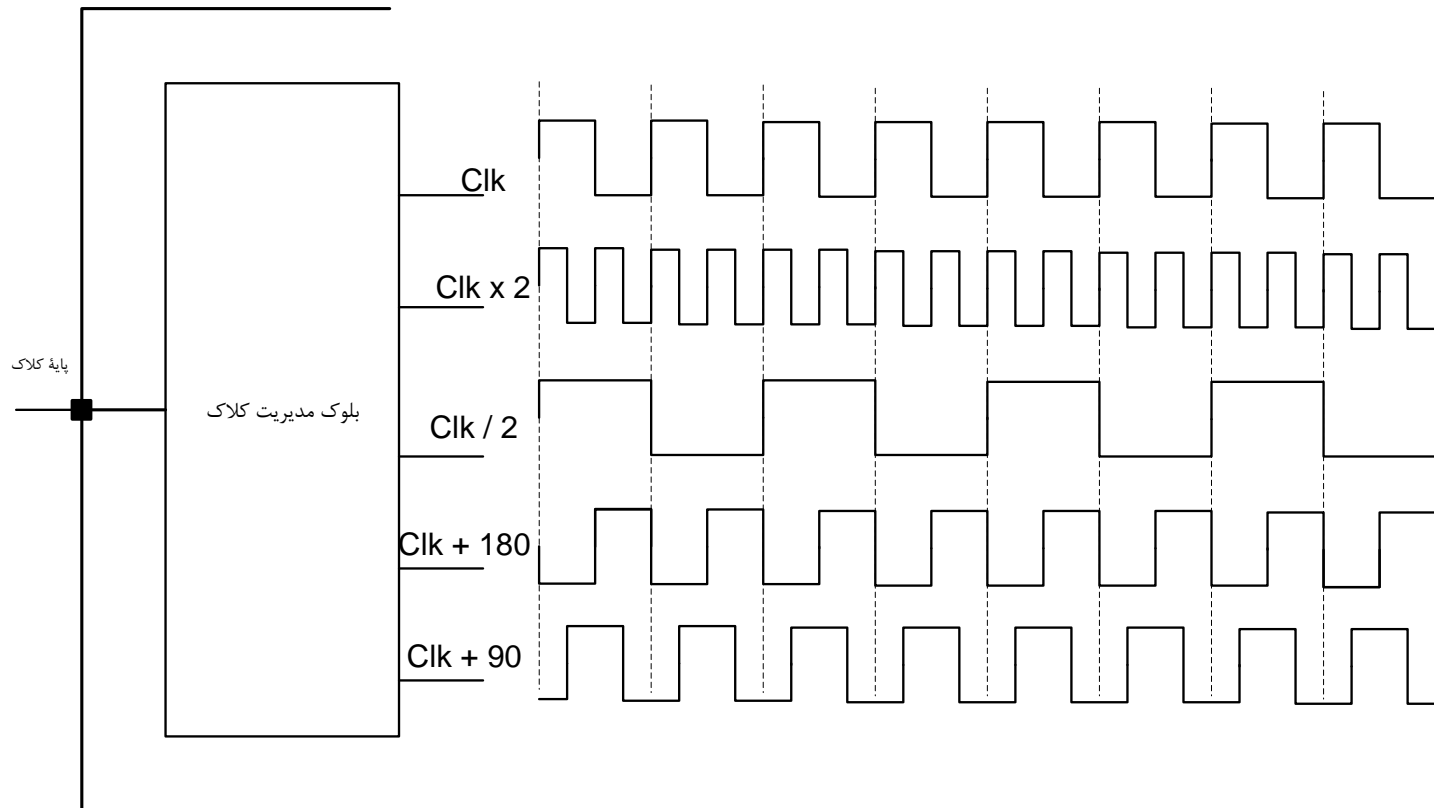 Clk
Clk x 2
پایهٔ کلاک
بلوک مدیریت کلاک
Clk / 2
Clk + 180
Clk + 90